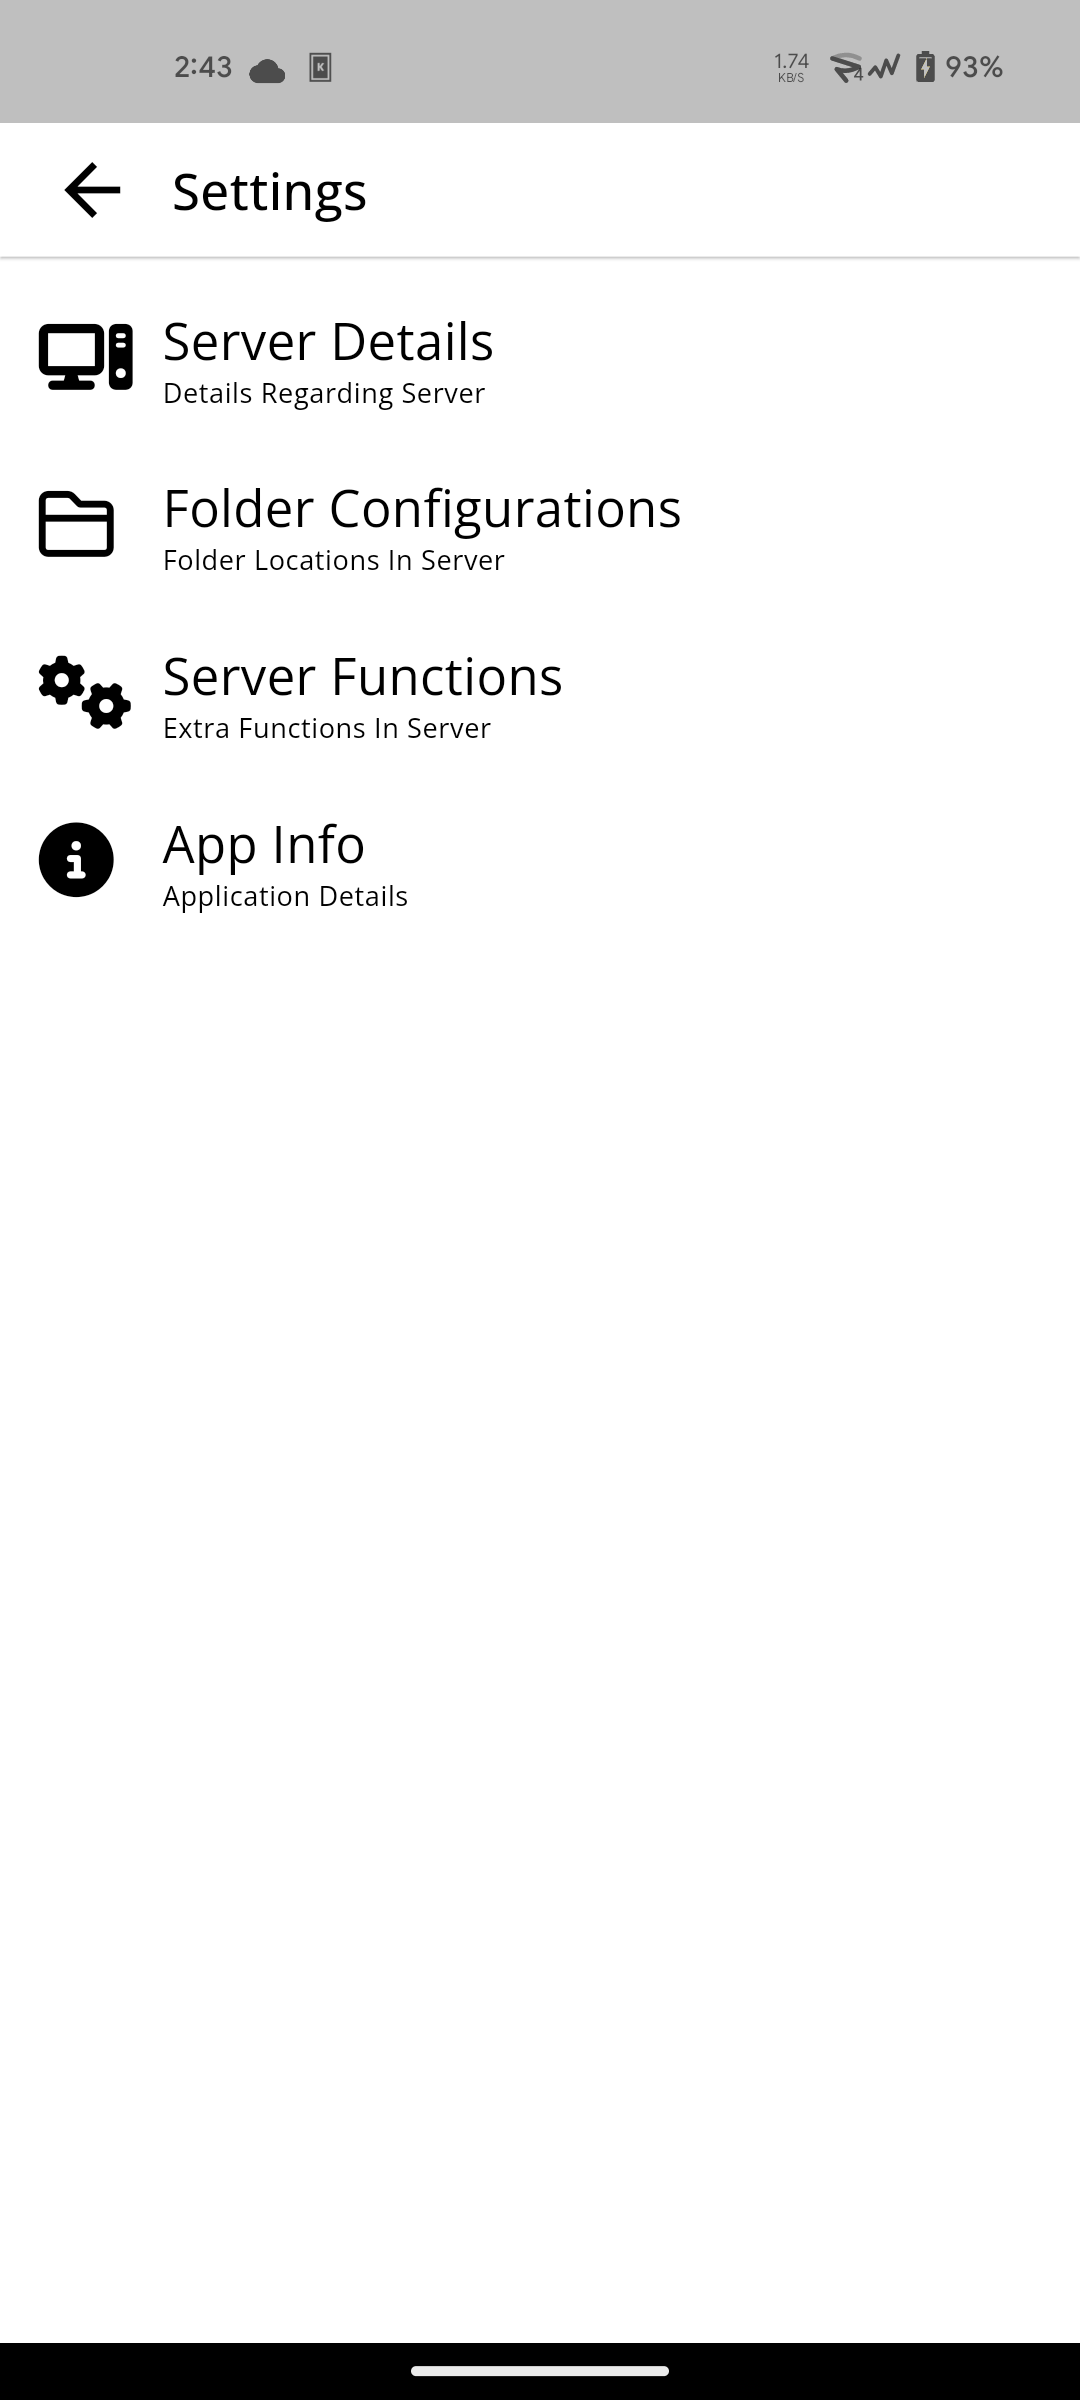 2:43 K 1.74 KB/S 4 93%
Settings
Server Details
Details Regarding Server
Folder Configurations
Folder Locations In Server
Server Functions
Extra Functions In Server
App Info
Application Details